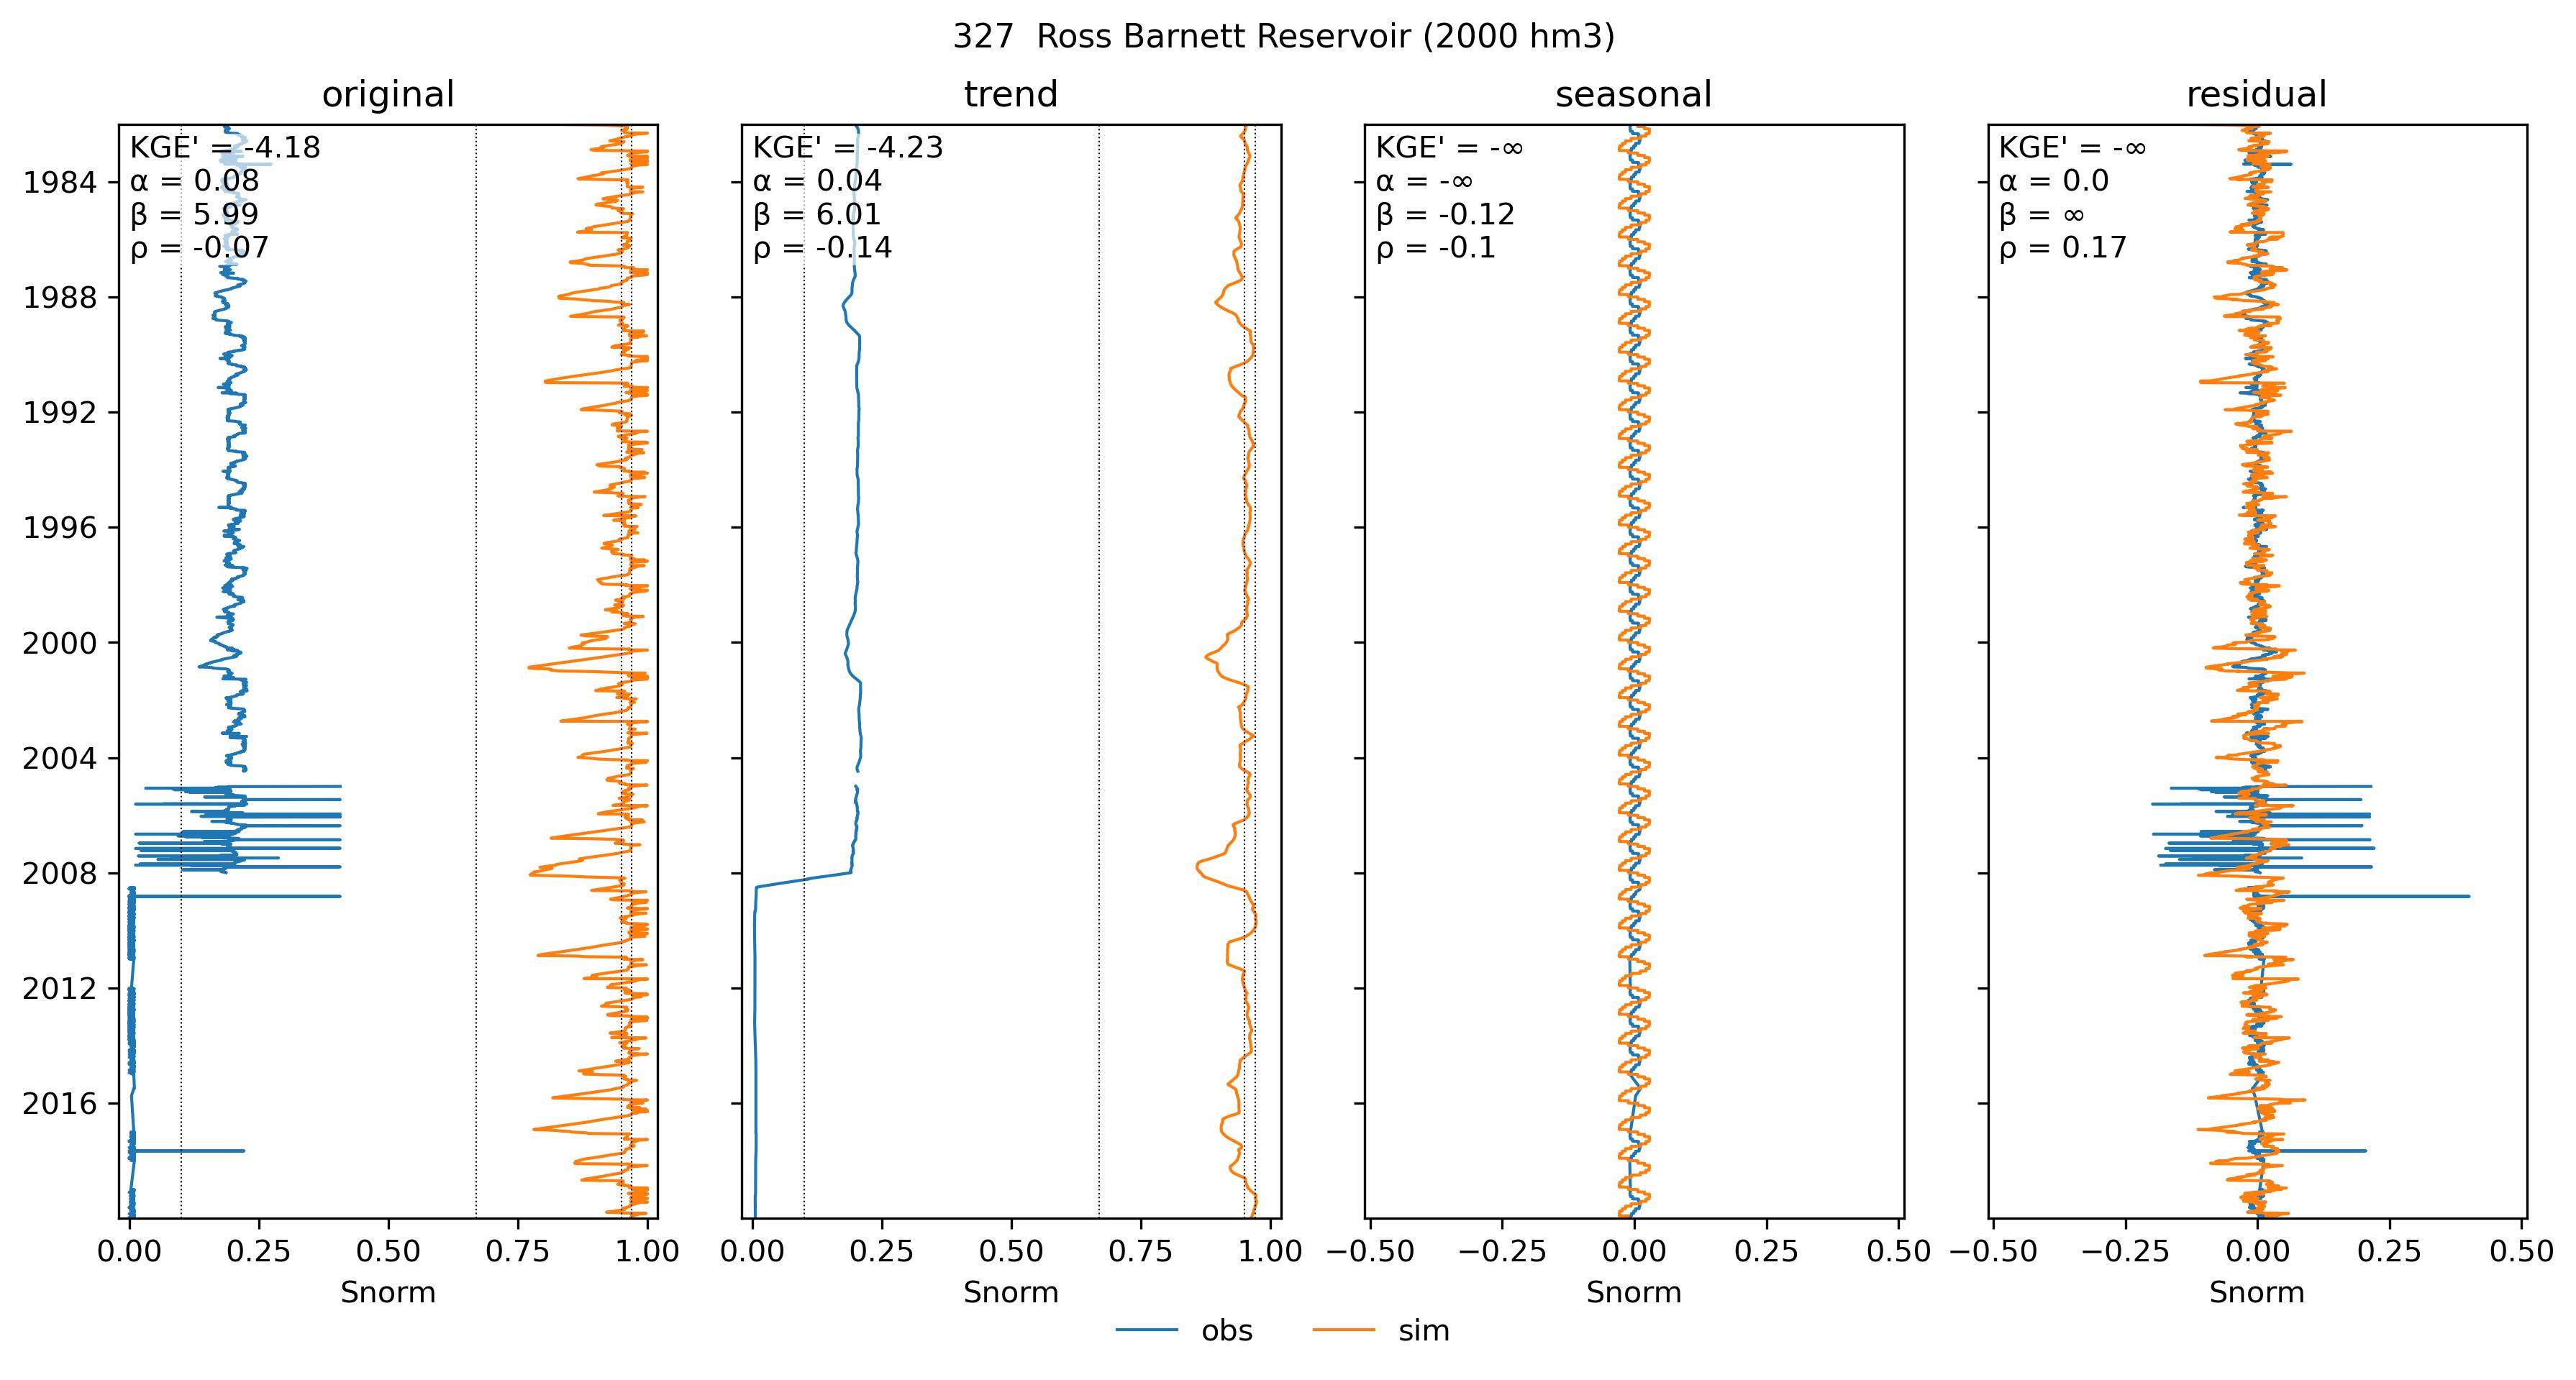 327  Ross Barnett Reservoir (2000 hm3)
original
trend
seasonal
residual
KGE' = -4.18
α = 0.08
β = 5.99
ρ = -0.07
KGE' = -4.23
α = 0.04
β = 6.01
ρ = -0.14
KGE' = -∞
α = -∞
β = -0.12
ρ = -0.1
KGE' = -∞
α = 0.0
β = ∞
ρ = 0.17
1984
1988
1992
1996
2000
2004
2008
2012
2016
0.00 0.25 0.50 0.75 1.00
0.00 0.25 0.50 0.75 1.00
−0.50 −0.25 0.00 0.25 0.50
−0.50 −0.25 0.00 0.25 0.50
Snorm
Snorm
Snorm
Snorm
obs
sim